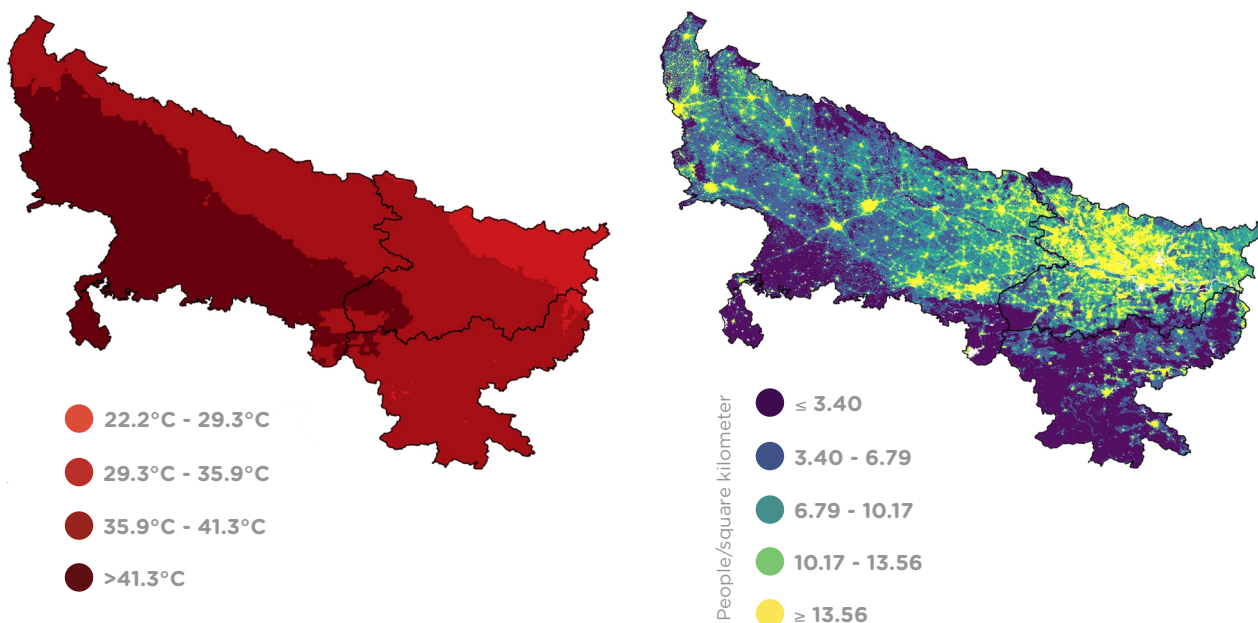 22.2°C - 29.3°C
29.3°C - 35.9°C
35.9°C - 41.3°C
>41.3°C
People/square kilometer
≤ 3.40
3.40 - 6.79
6.79 - 10.17
10.17 - 13.56
≥ 13.56